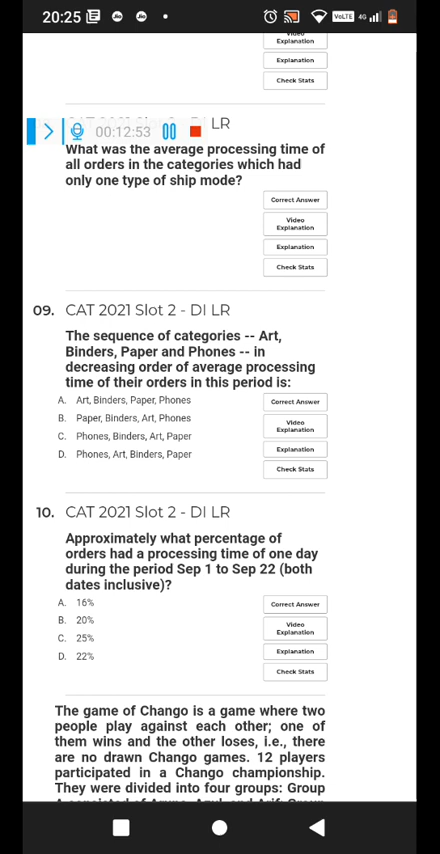 20:25 Jio Jio VoLTE 4G
Video
Explanation
Explanation
Check Stats
LR
00:12:53
What was the average processing time of
all orders in the categories which had
only one type of ship mode?
Correct Answer
Video
Explanation
Explanation
Check Stats
09. CAT 2021 Slot 2 - DI LR
The sequence of categories -- Art,
Binders, Paper and Phones -- in
decreasing order of average processing
time of their orders in this period is:
A. Art, Binders, Paper, Phones
B. Paper, Binders, Art, Phones
C. Phones, Binders, Art, Paper
D. Phones, Art, Binders, Paper
Correct Answer
Video
Explanation
Explanation
Check Stats
10. CAT 2021 Slot 2 - DI LR
Approximately what percentage of
orders had a processing time of one day
during the period Sep 1 to Sep 22 (both
dates inclusive)?
A. 16%
B. 20%
C. 25%
D. 22%
Correct Answer
Video
Explanation
Explanation
Check Stats
The game of Chango is a game where two
people play against each other; one of
them wins and the other loses, i.e., there
are no drawn Chango games. 12 players
participated in a Chango championship.
They were divided into four groups: Group